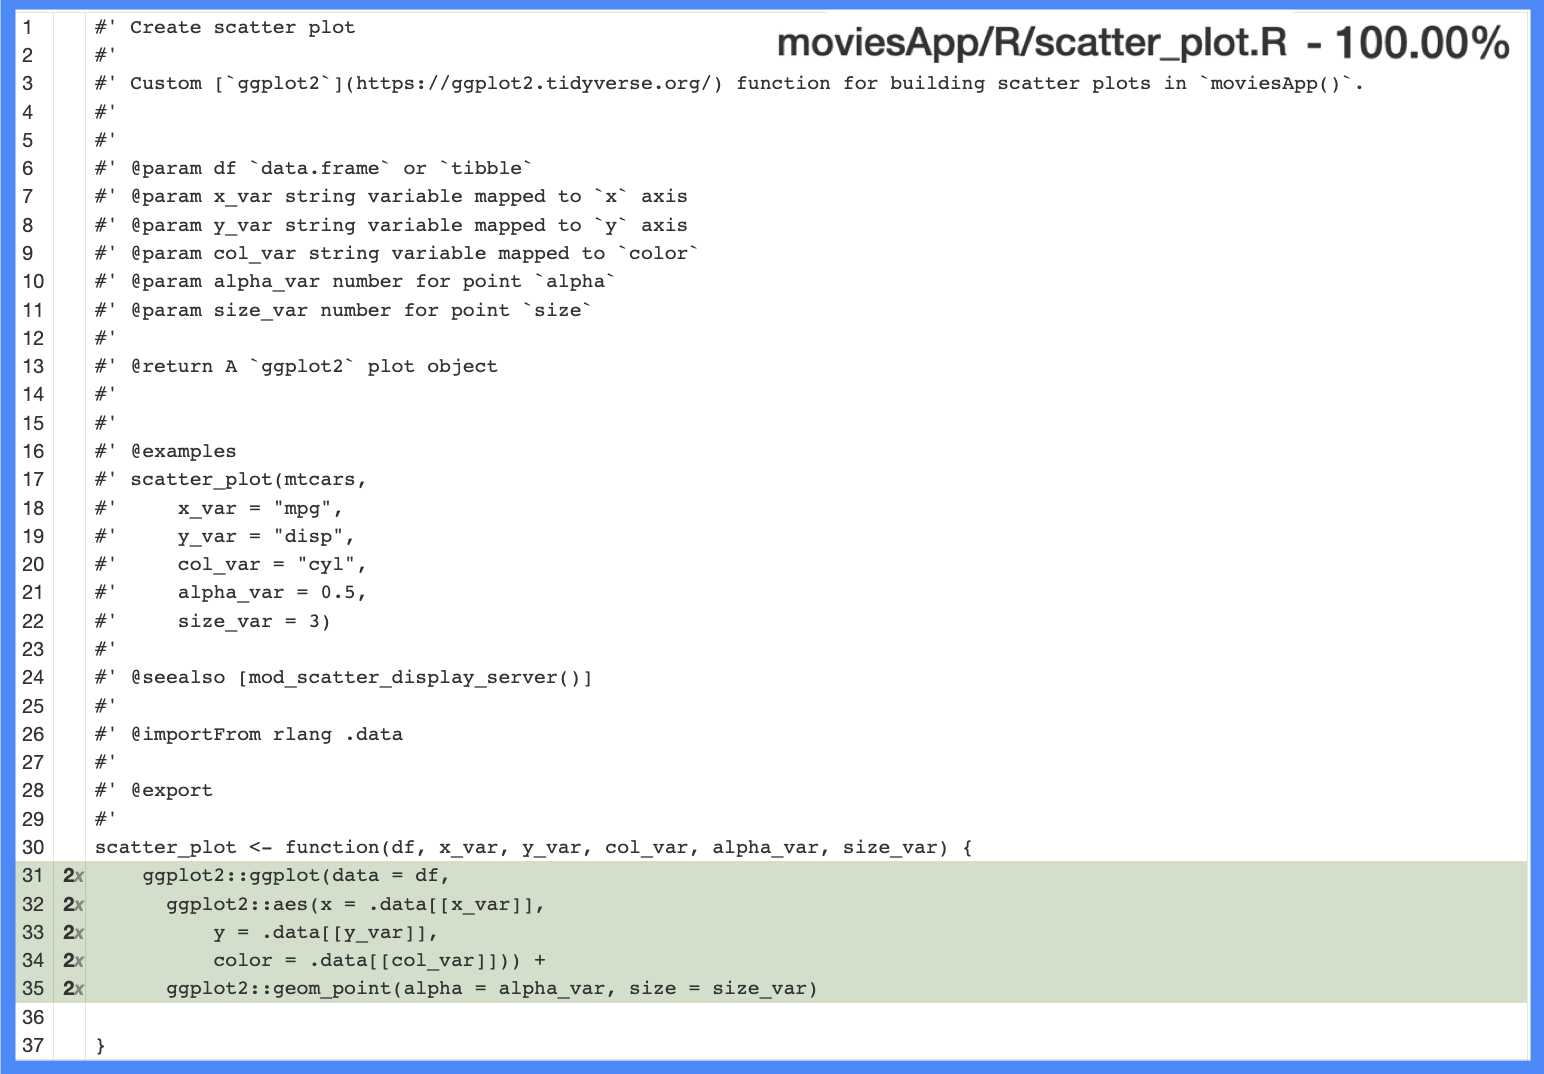 moviesApp/R/scatter_plot.R - 100.00%
1 #' Create scatter plot
2 #'
3 #' Custom [`ggplot2`](https://ggplot2.tidyverse.org/) function for building scatter plots in `moviesApp()`.
4 #'
5 #'
6 #' @param df `data.frame` or `tibble`
7 #' @param x_var string variable mapped to `x` axis
8 #' @param y_var string variable mapped to `y` axis
9 #' @param col_var string variable mapped to `color`
10 #' @param alpha_var number for point `alpha`
11 #' @param size_var number for point `size`
12 #'
13 #' @return A `ggplot2` plot object
14 #'
15 #'
16 #' @examples
17 #' scatter_plot(mtcars,
18 #'     x_var = "mpg",
19 #'     y_var = "disp",
20 #'     col_var = "cyl",
21 #'     alpha_var = 0.5,
22 #'     size_var = 3)
23 #'
24 #' @seealso [mod_scatter_display_server()]
25 #'
26 #' @importFrom rlang .data
27 #'
28 #' @export
29 #'
30 scatter_plot <- function(df, x_var, y_var, col_var, alpha_var, size_var) {
31 2x     ggplot2::ggplot(data = df,
32 2x       ggplot2::aes(x = .data[[x_var]],
33 2x           y = .data[[y_var]],
34 2x           color = .data[[col_var]])) +
35 2x       ggplot2::geom_point(alpha = alpha_var, size = size_var)
36
37 }